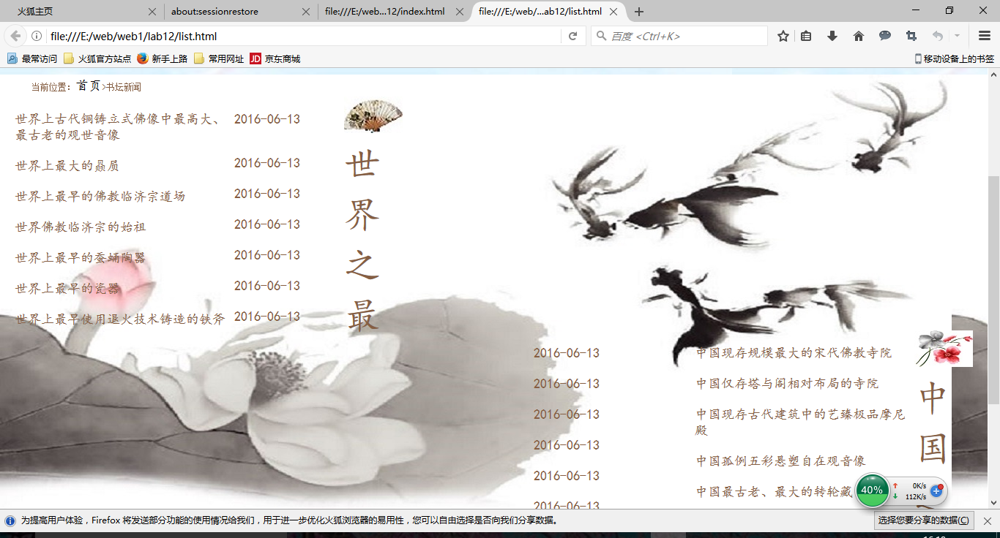 火狐主页
about:sessionrestore
file:///E:/web...12/index.html
file:///E:/web/...ab12/list.html
file:///E:/web/web1/lab12/list.html
百度 <Ctrl+K>
最常访问
火狐官方站点
新手上路
常用网址
JD
京东商城
移动设备上的书签
当前位置：首页>书坛新闻
世界上古代铜铸立式佛像中最高大、 2016-06-13
最古老的观世音像
世界上最大的赑屃 2016-06-13
世界上最早的佛教临济宗道场 2016-06-13
世界佛教临济宗的始祖 2016-06-13
世界上最早的蚕蛹陶器 2016-06-13
世界上最早的瓷器 2016-06-13
世界上最早使用退火技术铸造的铁斧 2016-06-13
世
界
之
最
2016-06-13 中国现存规模最大的宋代佛教寺院
2016-06-13 中国仅存塔与阁相对布局的寺院
2016-06-13 中国现存古代建筑中的艺臻极品摩尼
殿
2016-06-13
中国孤例五彩悬塑自在观音像
2016-06-13
中国最古老、最大的转轮藏
2016-06-13
中
国
40%
0K/s
112K/s
为提高用户体验，Firefox 将发送部分功能的使用情况给我们，用于进一步优化火狐浏览器的易用性，您可以自由选择是否向我们分享数据。
选择您要分享的数据(C)